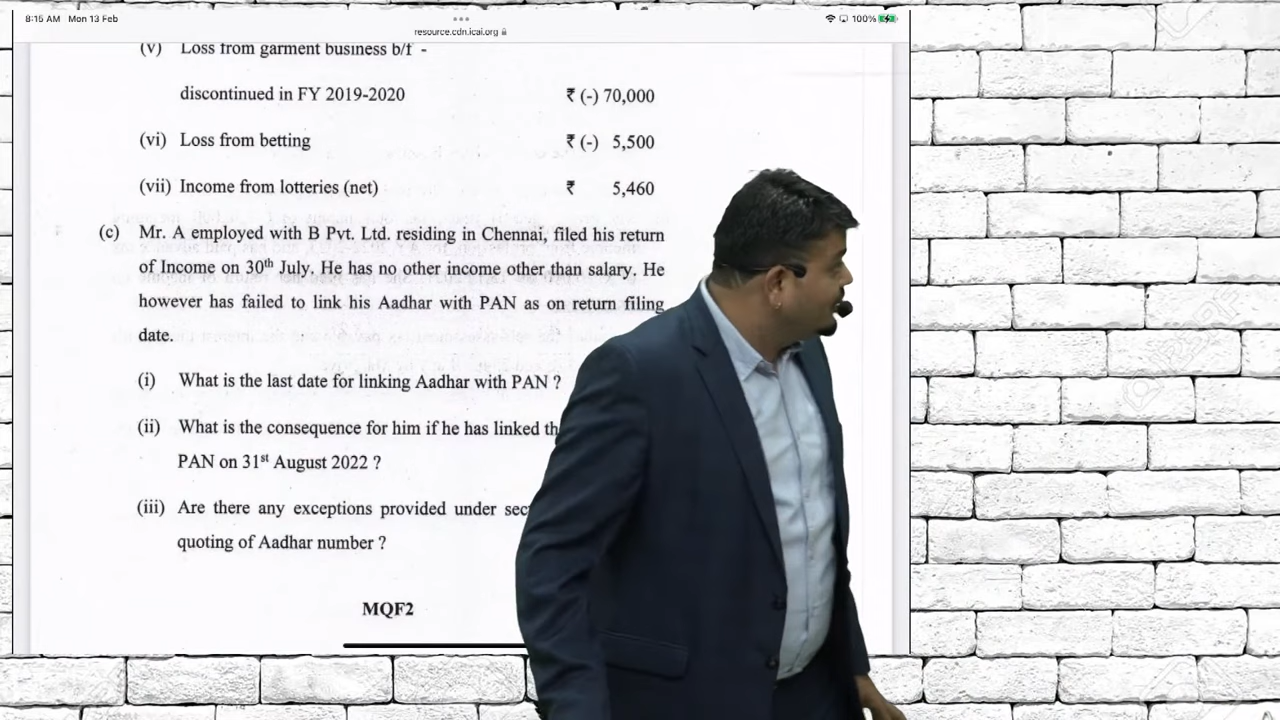 8:15 AM Mon 13 Feb
100%
resource.cdn.icai.org
(v) Loss from garment business b/f -
discontinued in FY 2019-2020 ₹ (-) 70,000
(vi) Loss from betting ₹ (-) 5,500
(vii) Income from lotteries (net) ₹ 5,460
(c) Mr. A employed with B Pvt. Ltd. residing in Chennai, filed his return
of Income on 30th July. He has no other income other than salary. He
however has failed to link his Aadhar with PAN as on return filing
date.
(i) What is the last date for linking Aadhar with PAN ?
(ii) What is the consequence for him if he has linked
PAN on 31st August 2022 ?
(iii) Are there any exceptions provided under
quoting of Aadhar number ?
MQF2